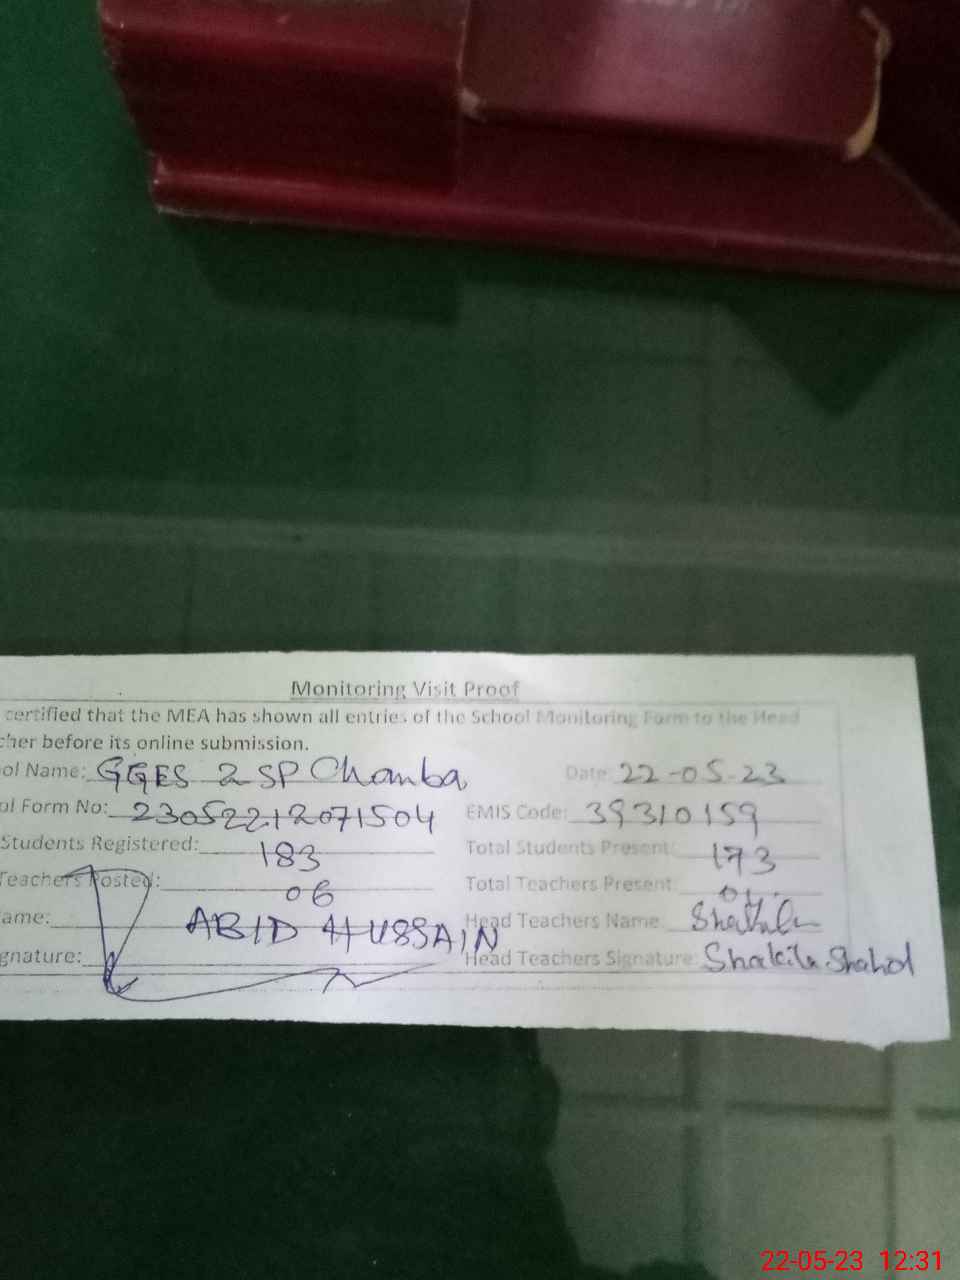 Monitoring Visit Proof
certified that the MEA has shown all entries of the School Monitoring Form to the Head
cher before its online submission.
ol Name: GGES 2 SP Chamba Date: 22-05-23
ol Form No: 23052212071504 EMIS Code: 39310159
Students Registered: 183 Total Students Present: 173
Teachers Posted: 06 Total Teachers Present:
ame: ABID HUSSAIN Head Teachers Name:
gnature: Head Teachers Signature: Shakila Shahid
22-05-23 12:31